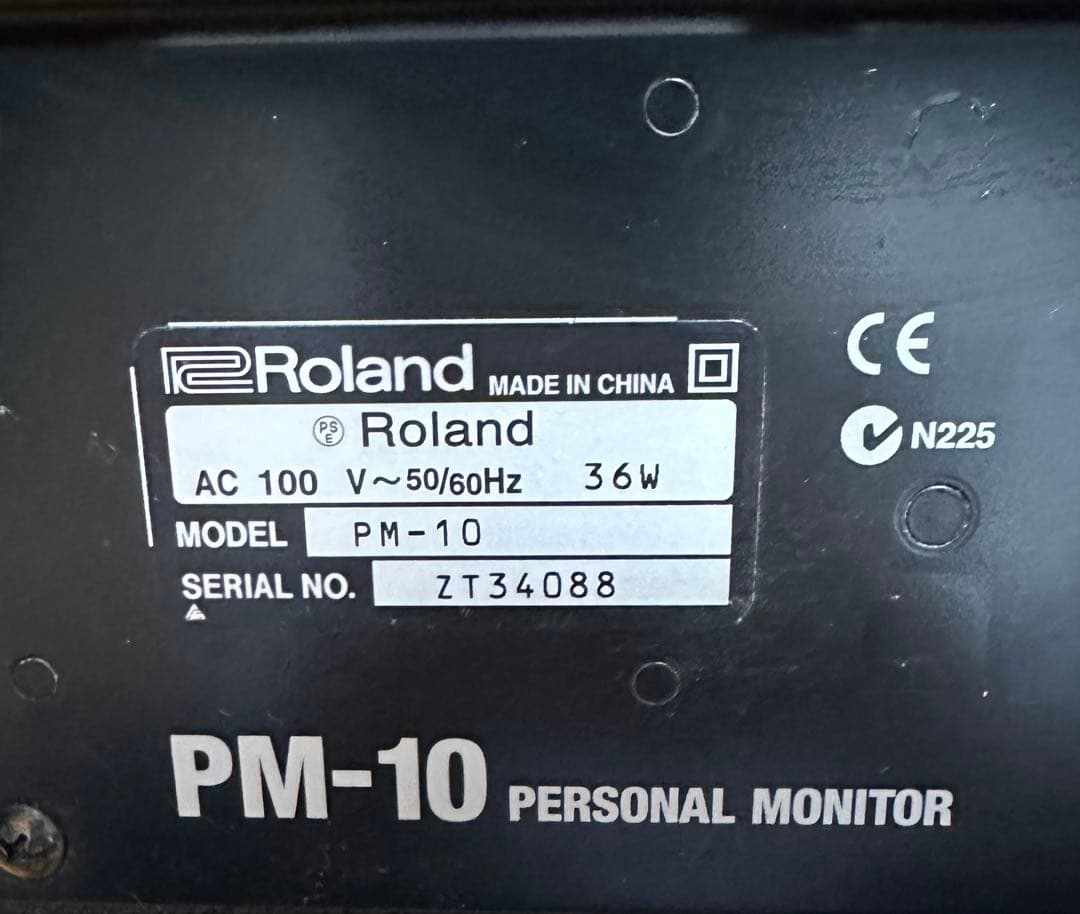 Roland MADE IN CHINA
PSE Roland
AC 100 V~50/60Hz 36W
MODEL PM-10
SERIAL NO. ZT34088
CE
N225
PM-10 PERSONAL MONITOR